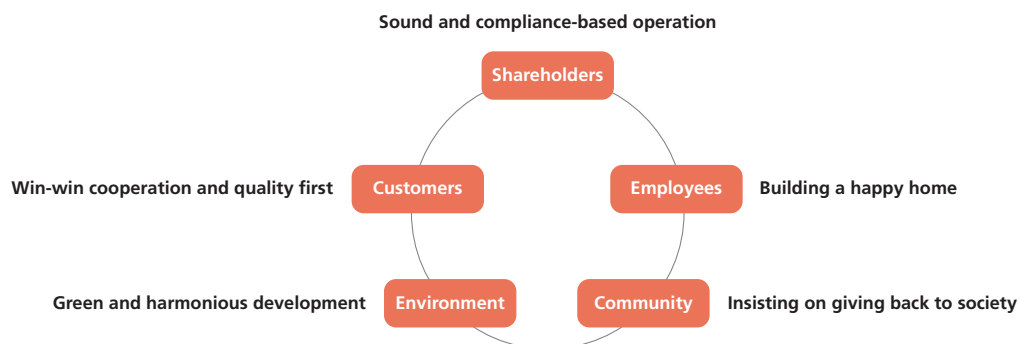 Sound and compliance-based operation
Shareholders
Win-win cooperation and quality first
Customers
Employees
Building a happy home
Green and harmonious development
Environment
Community
Insisting on giving back to society